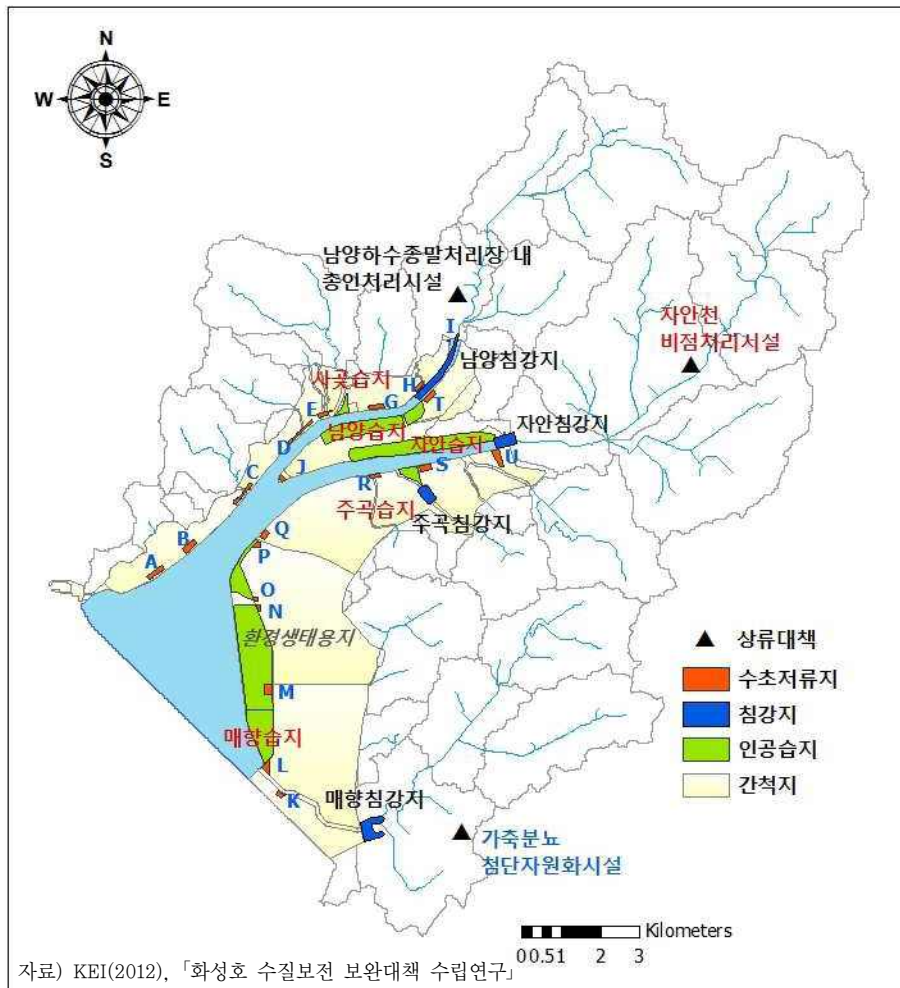 N
W
E
S
남양하수종말처리장 내
총인처리시설
자안천
비점처리서설
I
남양침강지
사곶습지
H
E
G
T
남양습지
자안침강지
D
자안습지
C
J
S
U
R
주곡습지
주곡침강지
Q
B
P
A
O
N
환경생태용지
M
매향습지
L
K
매향침강지
가축분뇨
첨단자원화시설
▲ 상류대책
수초저류지
침강지
인공습지
간척지
Kilometers
00.51 2 3
자료) KEI(2012), 「화성호 수질보전 보완대책 수립연구」